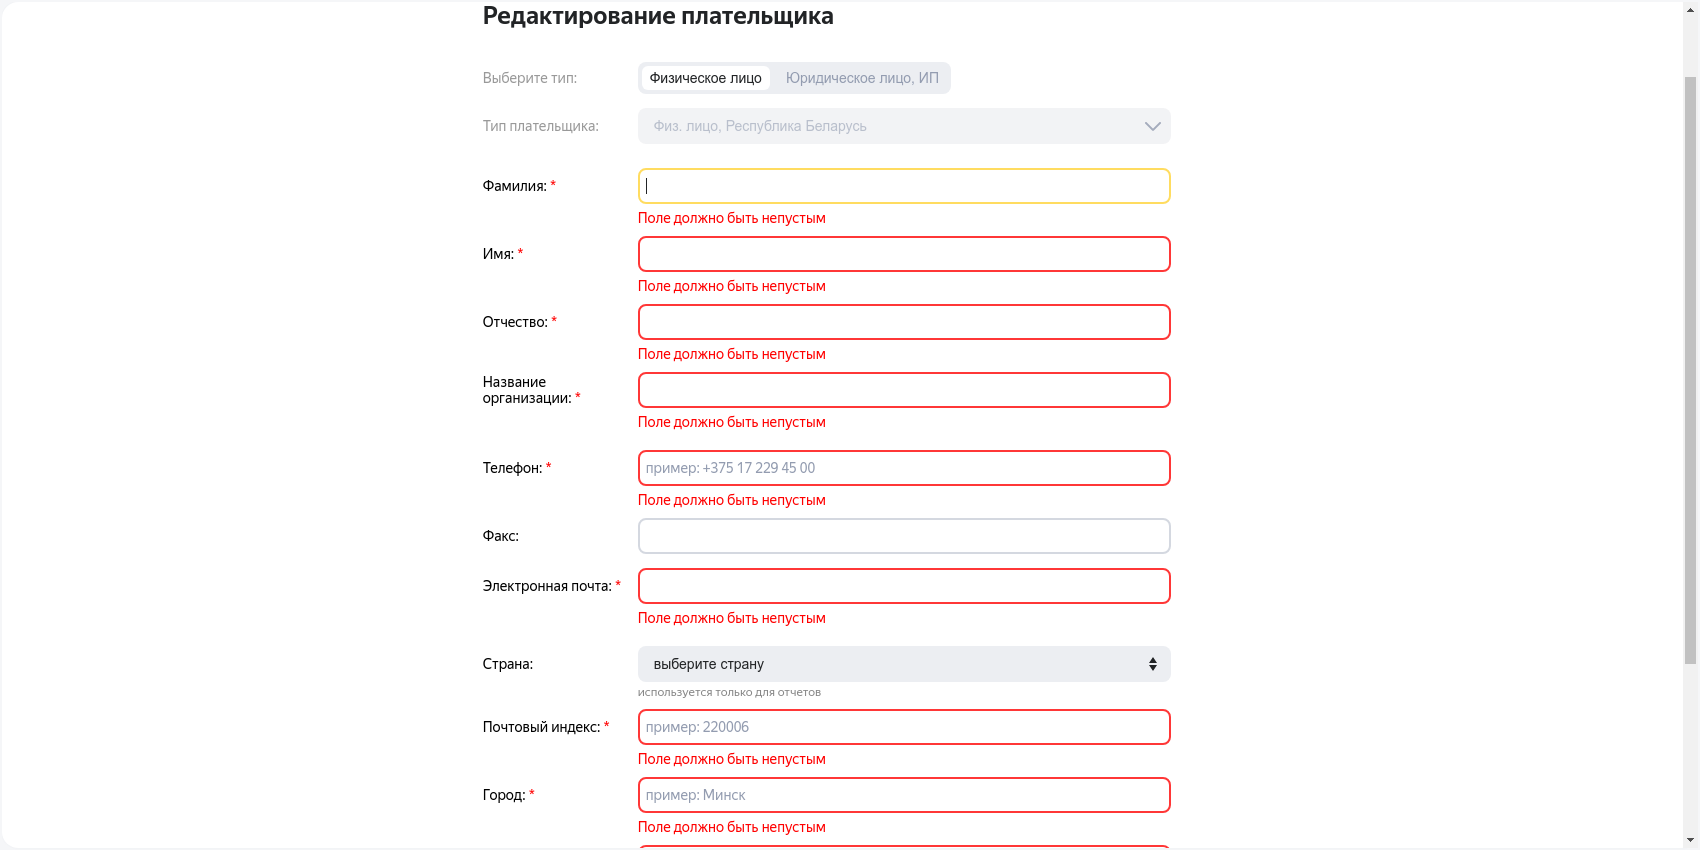 Редактирование плательщика
Выберите тип: Физическое лицо Юридическое лицо, ИП
Тип плательщика: Физ. лицо, Республика Беларусь
Фамилия: *
Поле должно быть непустым
Имя: *
Поле должно быть непустым
Отчество: *
Поле должно быть непустым
Название
организации: *
Поле должно быть непустым
Телефон: * пример: +375 17 229 45 00
Поле должно быть непустым
Факс:
Электронная почта: *
Поле должно быть непустым
Страна: выберите страну
используется только для отчетов
Почтовый индекс: * пример: 220006
Поле должно быть непустым
Город: * пример: Минск
Поле должно быть непустым